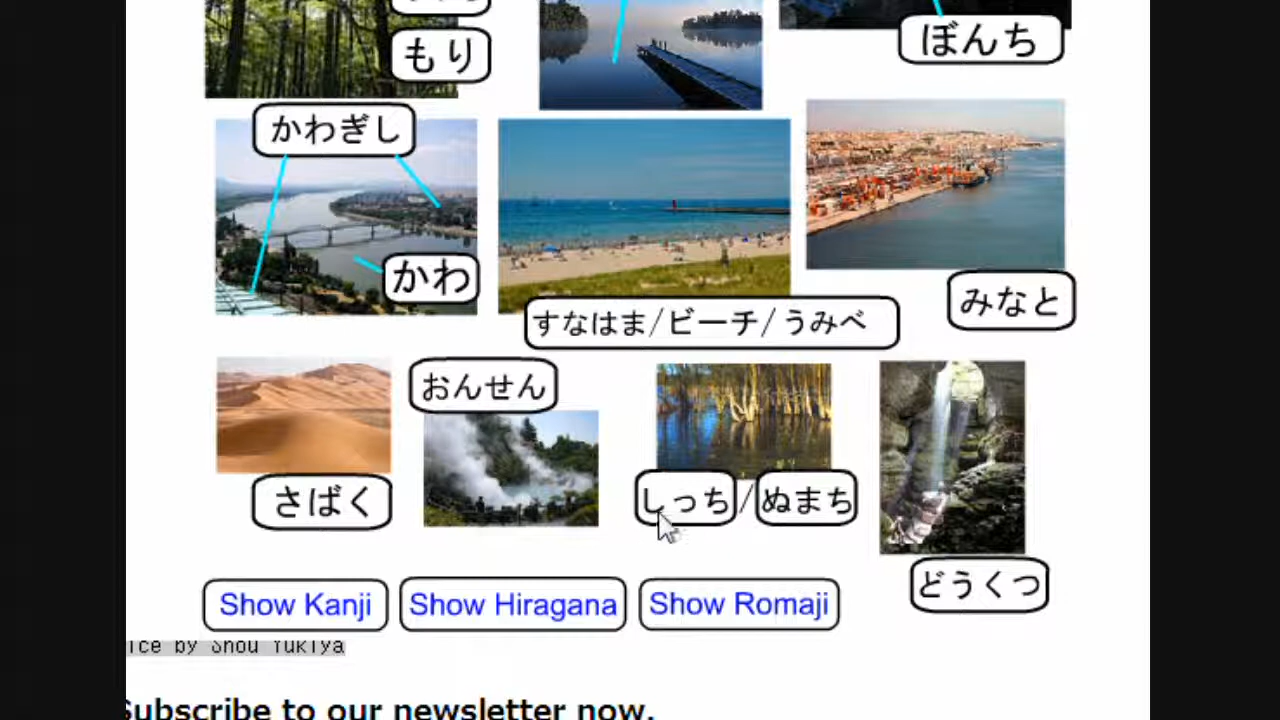 もり
ぼんち
かわぎし
かわ
すなはま/ビーチ/うみべ
みなと
さばく
おんせん
しっち/ぬまち
どうくつ
Show Kanji
Show Hiragana
Show Romaji
ice by Shou Yukiya
Subscribe to our newsletter now.